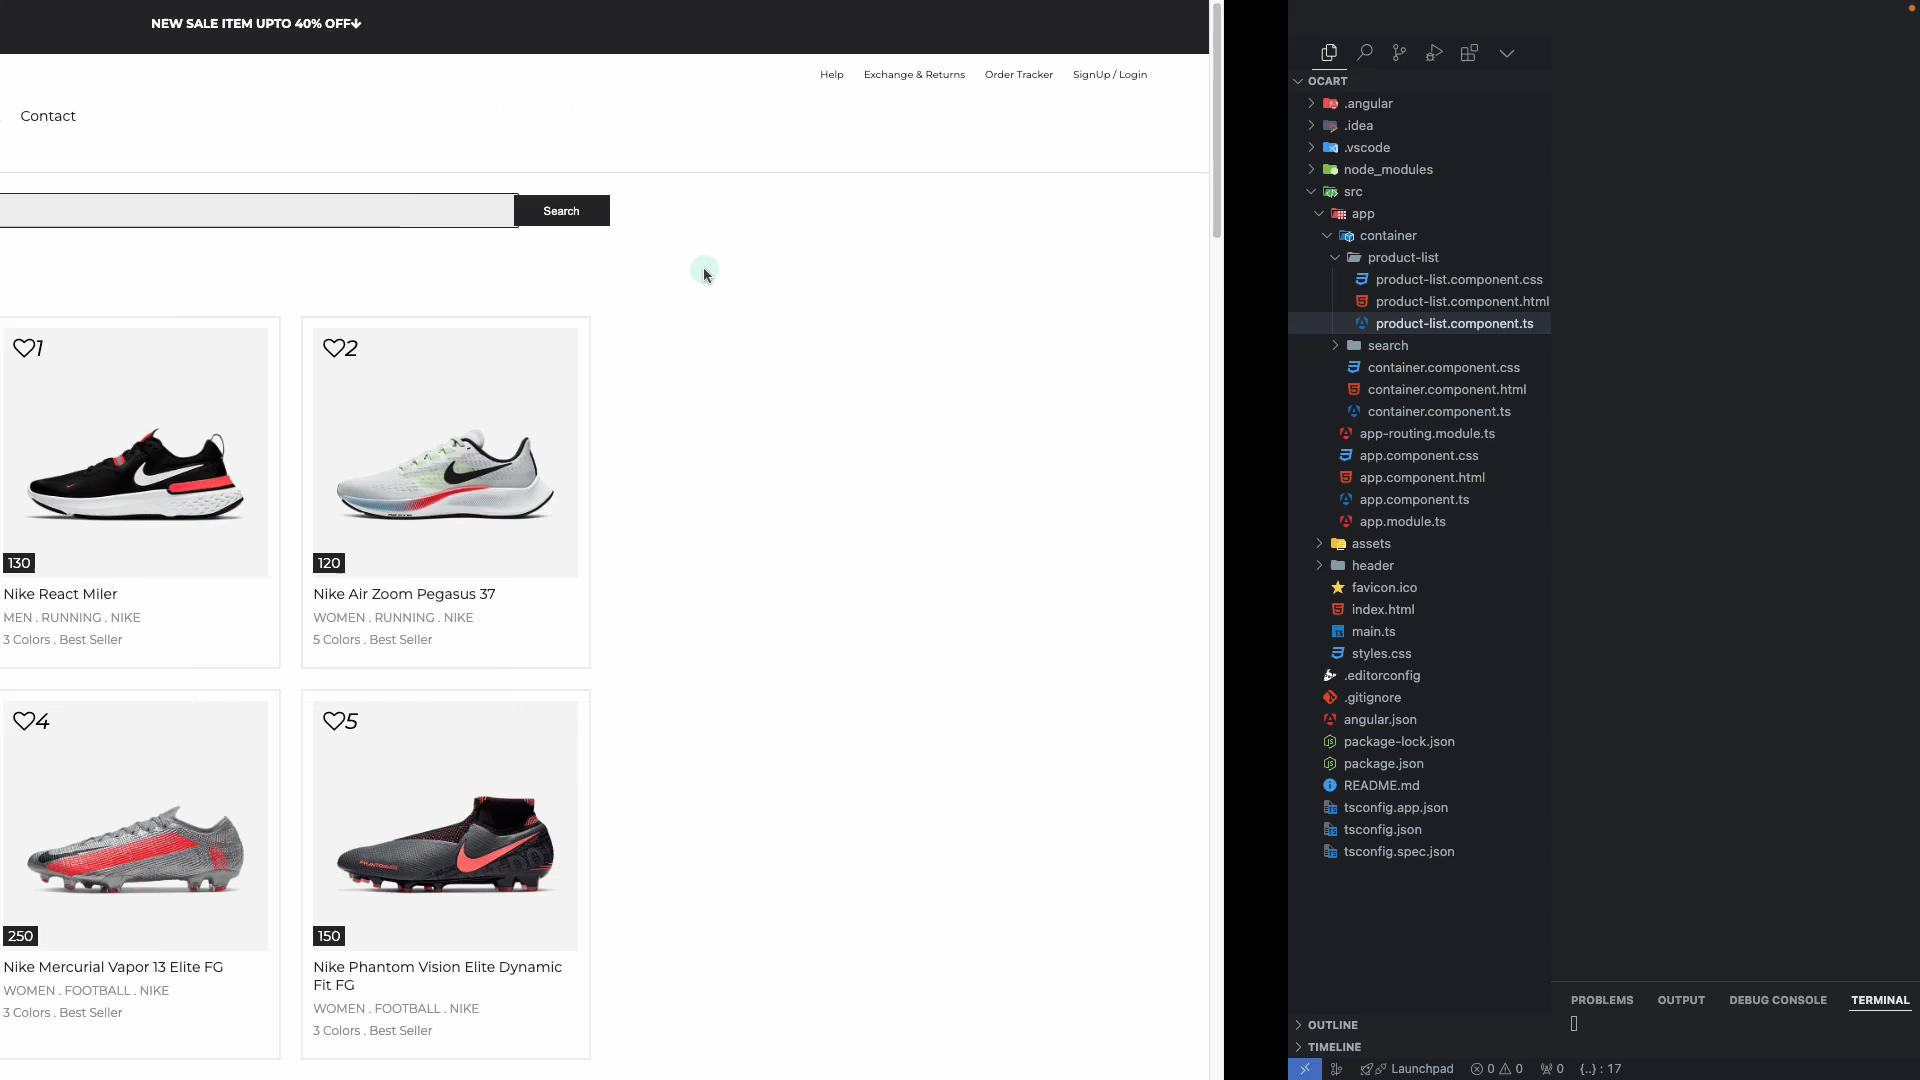 NEW SALE ITEM UPTO 40% OFF
Help Exchange & Returns Order Tracker SignUp / Login
Contact
Search
1
2
130
120
Nike React Miler
MEN . RUNNING . NIKE
3 Colors . Best Seller
Nike Air Zoom Pegasus 37
WOMEN . RUNNING . NIKE
5 Colors . Best Seller
4
5
250
150
Nike Mercurial Vapor 13 Elite FG
WOMEN . FOOTBALL . NIKE
3 Colors . Best Seller
Nike Phantom Vision Elite Dynamic
Fit FG
WOMEN . FOOTBALL . NIKE
3 Colors . Best Seller
OCART
.angular
.idea
.vscode
node_modules
src
app
container
product-list
product-list.component.css
product-list.component.html
product-list.component.ts
search
container.component.css
container.component.html
container.component.ts
app-routing.module.ts
app.component.css
app.component.html
app.component.ts
app.module.ts
assets
header
favicon.ico
index.html
main.ts
styles.css
.editorconfig
.gitignore
angular.json
package-lock.json
package.json
README.md
tsconfig.app.json
tsconfig.json
tsconfig.spec.json
OUTLINE
TIMELINE
PROBLEMS OUTPUT DEBUG CONSOLE TERMINAL
Launchpad 0 0 0 {..} : 17